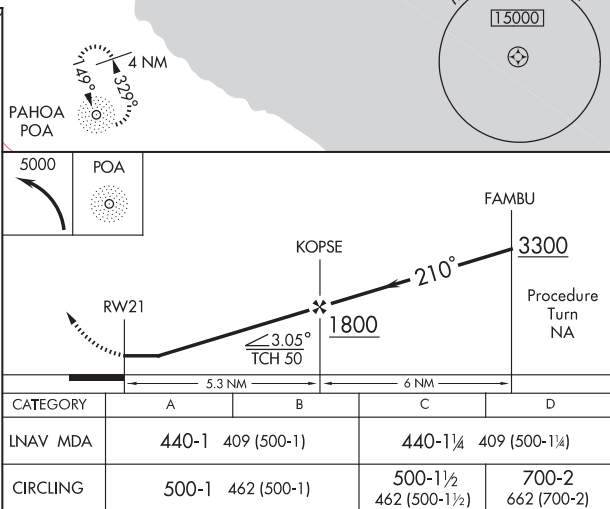 15000
4 NM
149°
329°
PAHOA
POA
5000
POA
FAMBU
KOPSE
3300
210°
RW21
1800
Procedure
Turn
NA
3.05°
TCH 50
5.3 NM
6 NM
CATEGORY A B C D
LNAV MDA 440-1 409 (500-1) 440-1¼ 409 (500-1¼)
CIRCLING 500-1 462 (500-1) 500-1½ 462 (500-1½) 700-2 662 (700-2)